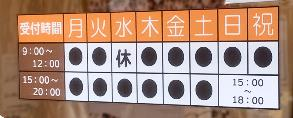 受付時間 月 火 水 木 金 土 日 祝
9:00～12:00 ● ● 休 ● ● ● ● ●
15:00～20:00 ● ● ● ● ● ● 15:00～18:00